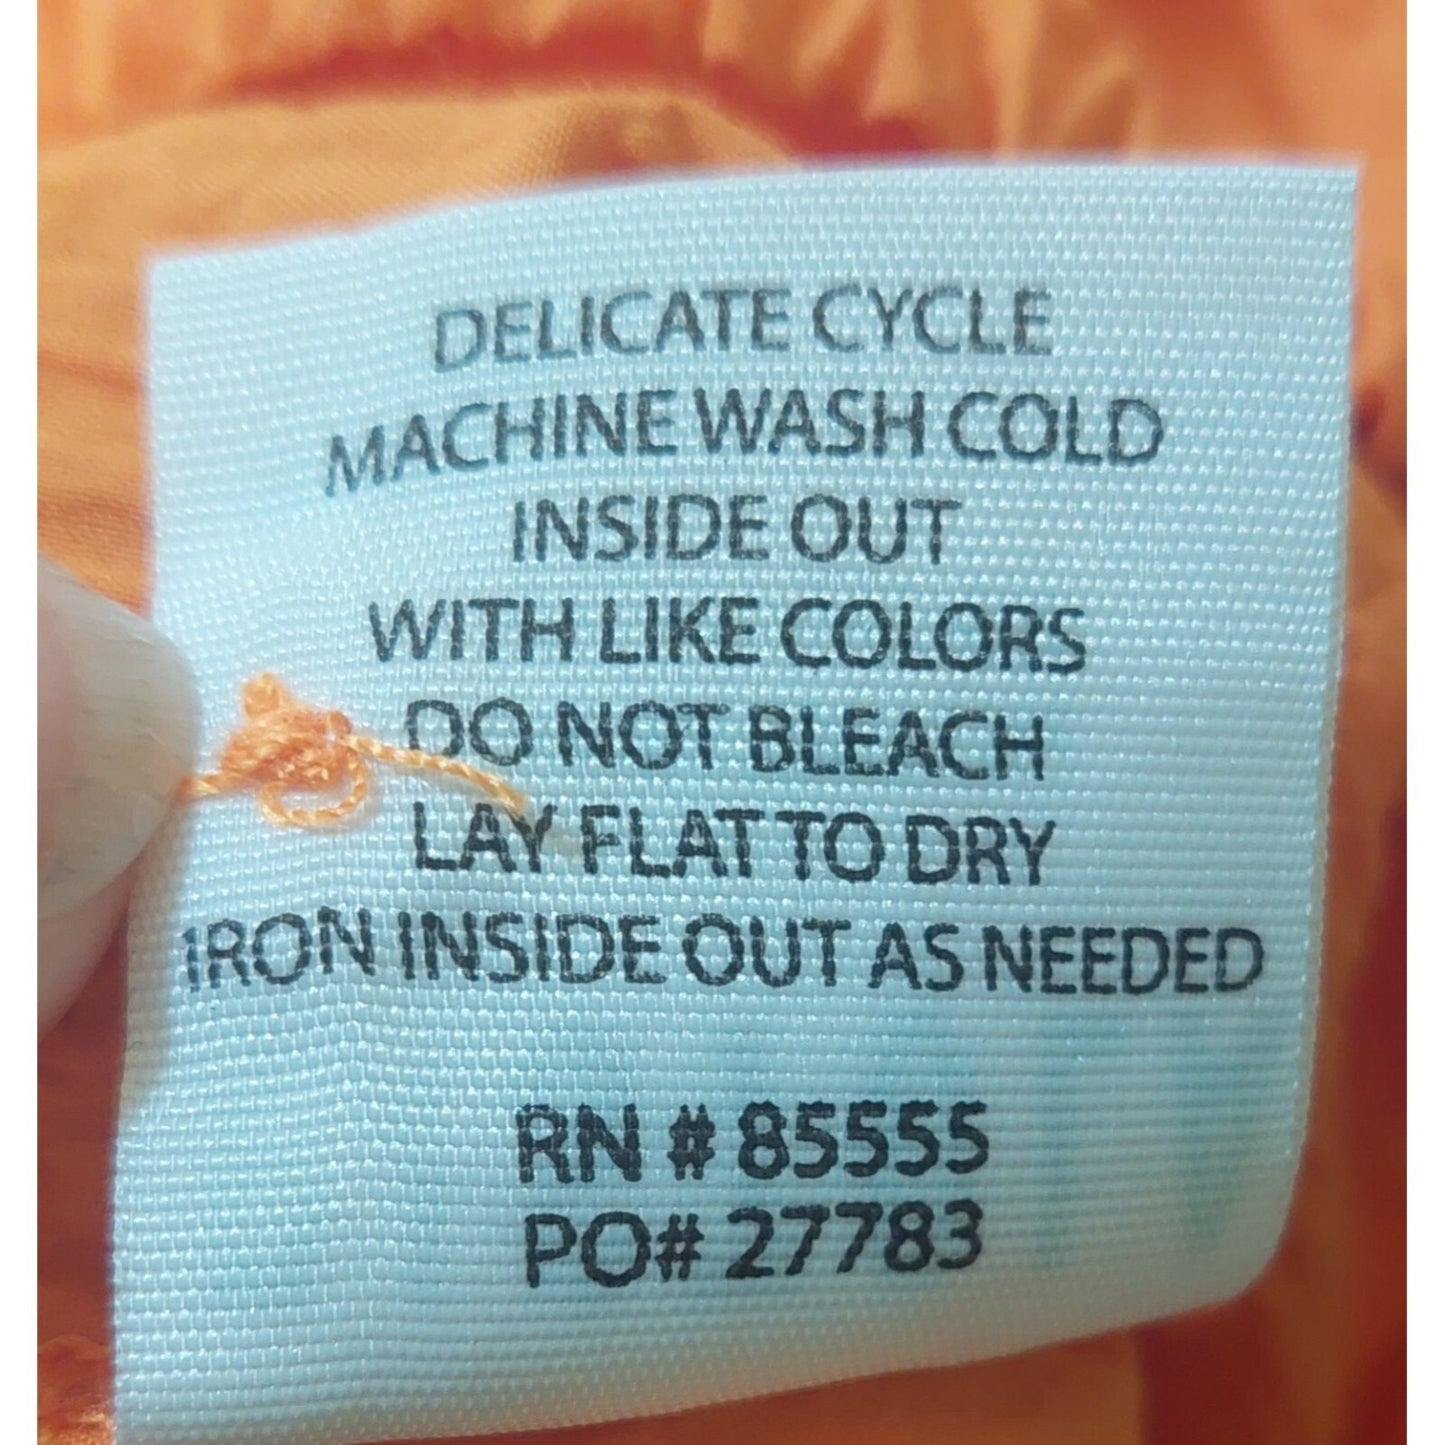 DELICATE CYCLE
MACHINE WASH COLD
INSIDE OUT
WITH LIKE COLORS
DO NOT BLEACH
LAY FLAT TO DRY
IRON INSIDE OUT AS NEEDED
RN # 85555
PO# 27783